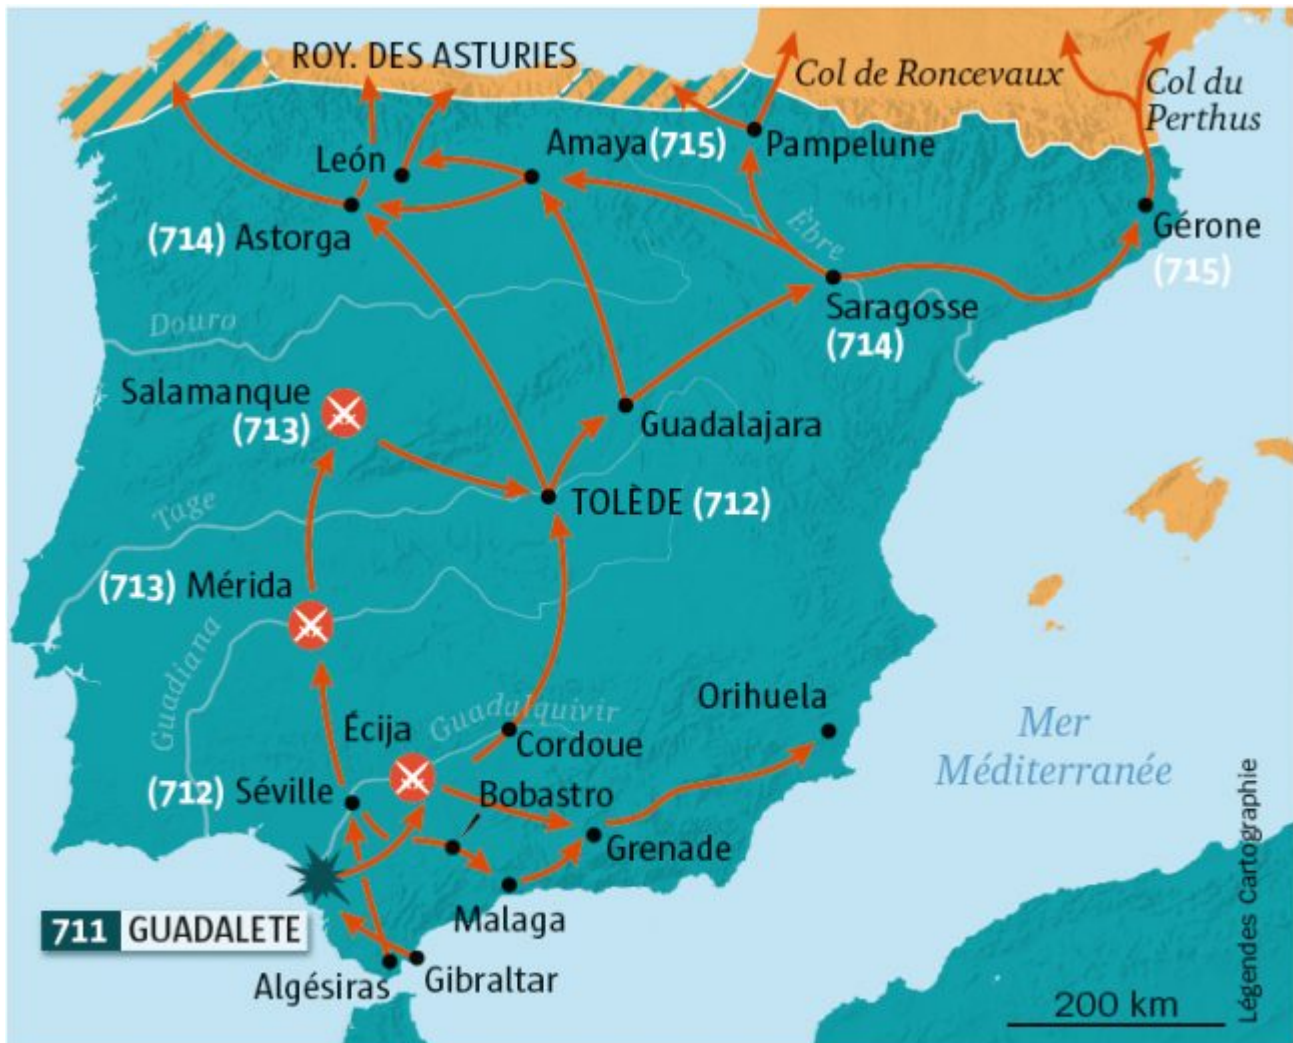 ROY. DES ASTURIES
Col de Roncevaux
Col du
Perthus
León
Amaya (715)
Pampelune
(714) Astorga
Èbre
Gérone
(715)
Saragosse
(714)
Douro
Salamanque
(713)
Guadalajara
Tage
TOLÈDE (712)
(713) Mérida
Guadiana
Orihuela
Écija
Guadalquivir
Cordoue
Mer
Méditerranée
(712) Séville
Bobastro
Grenade
711 GUADALETE
Malaga
Algésiras
Gibraltar
200 km
Légendes Cartographie